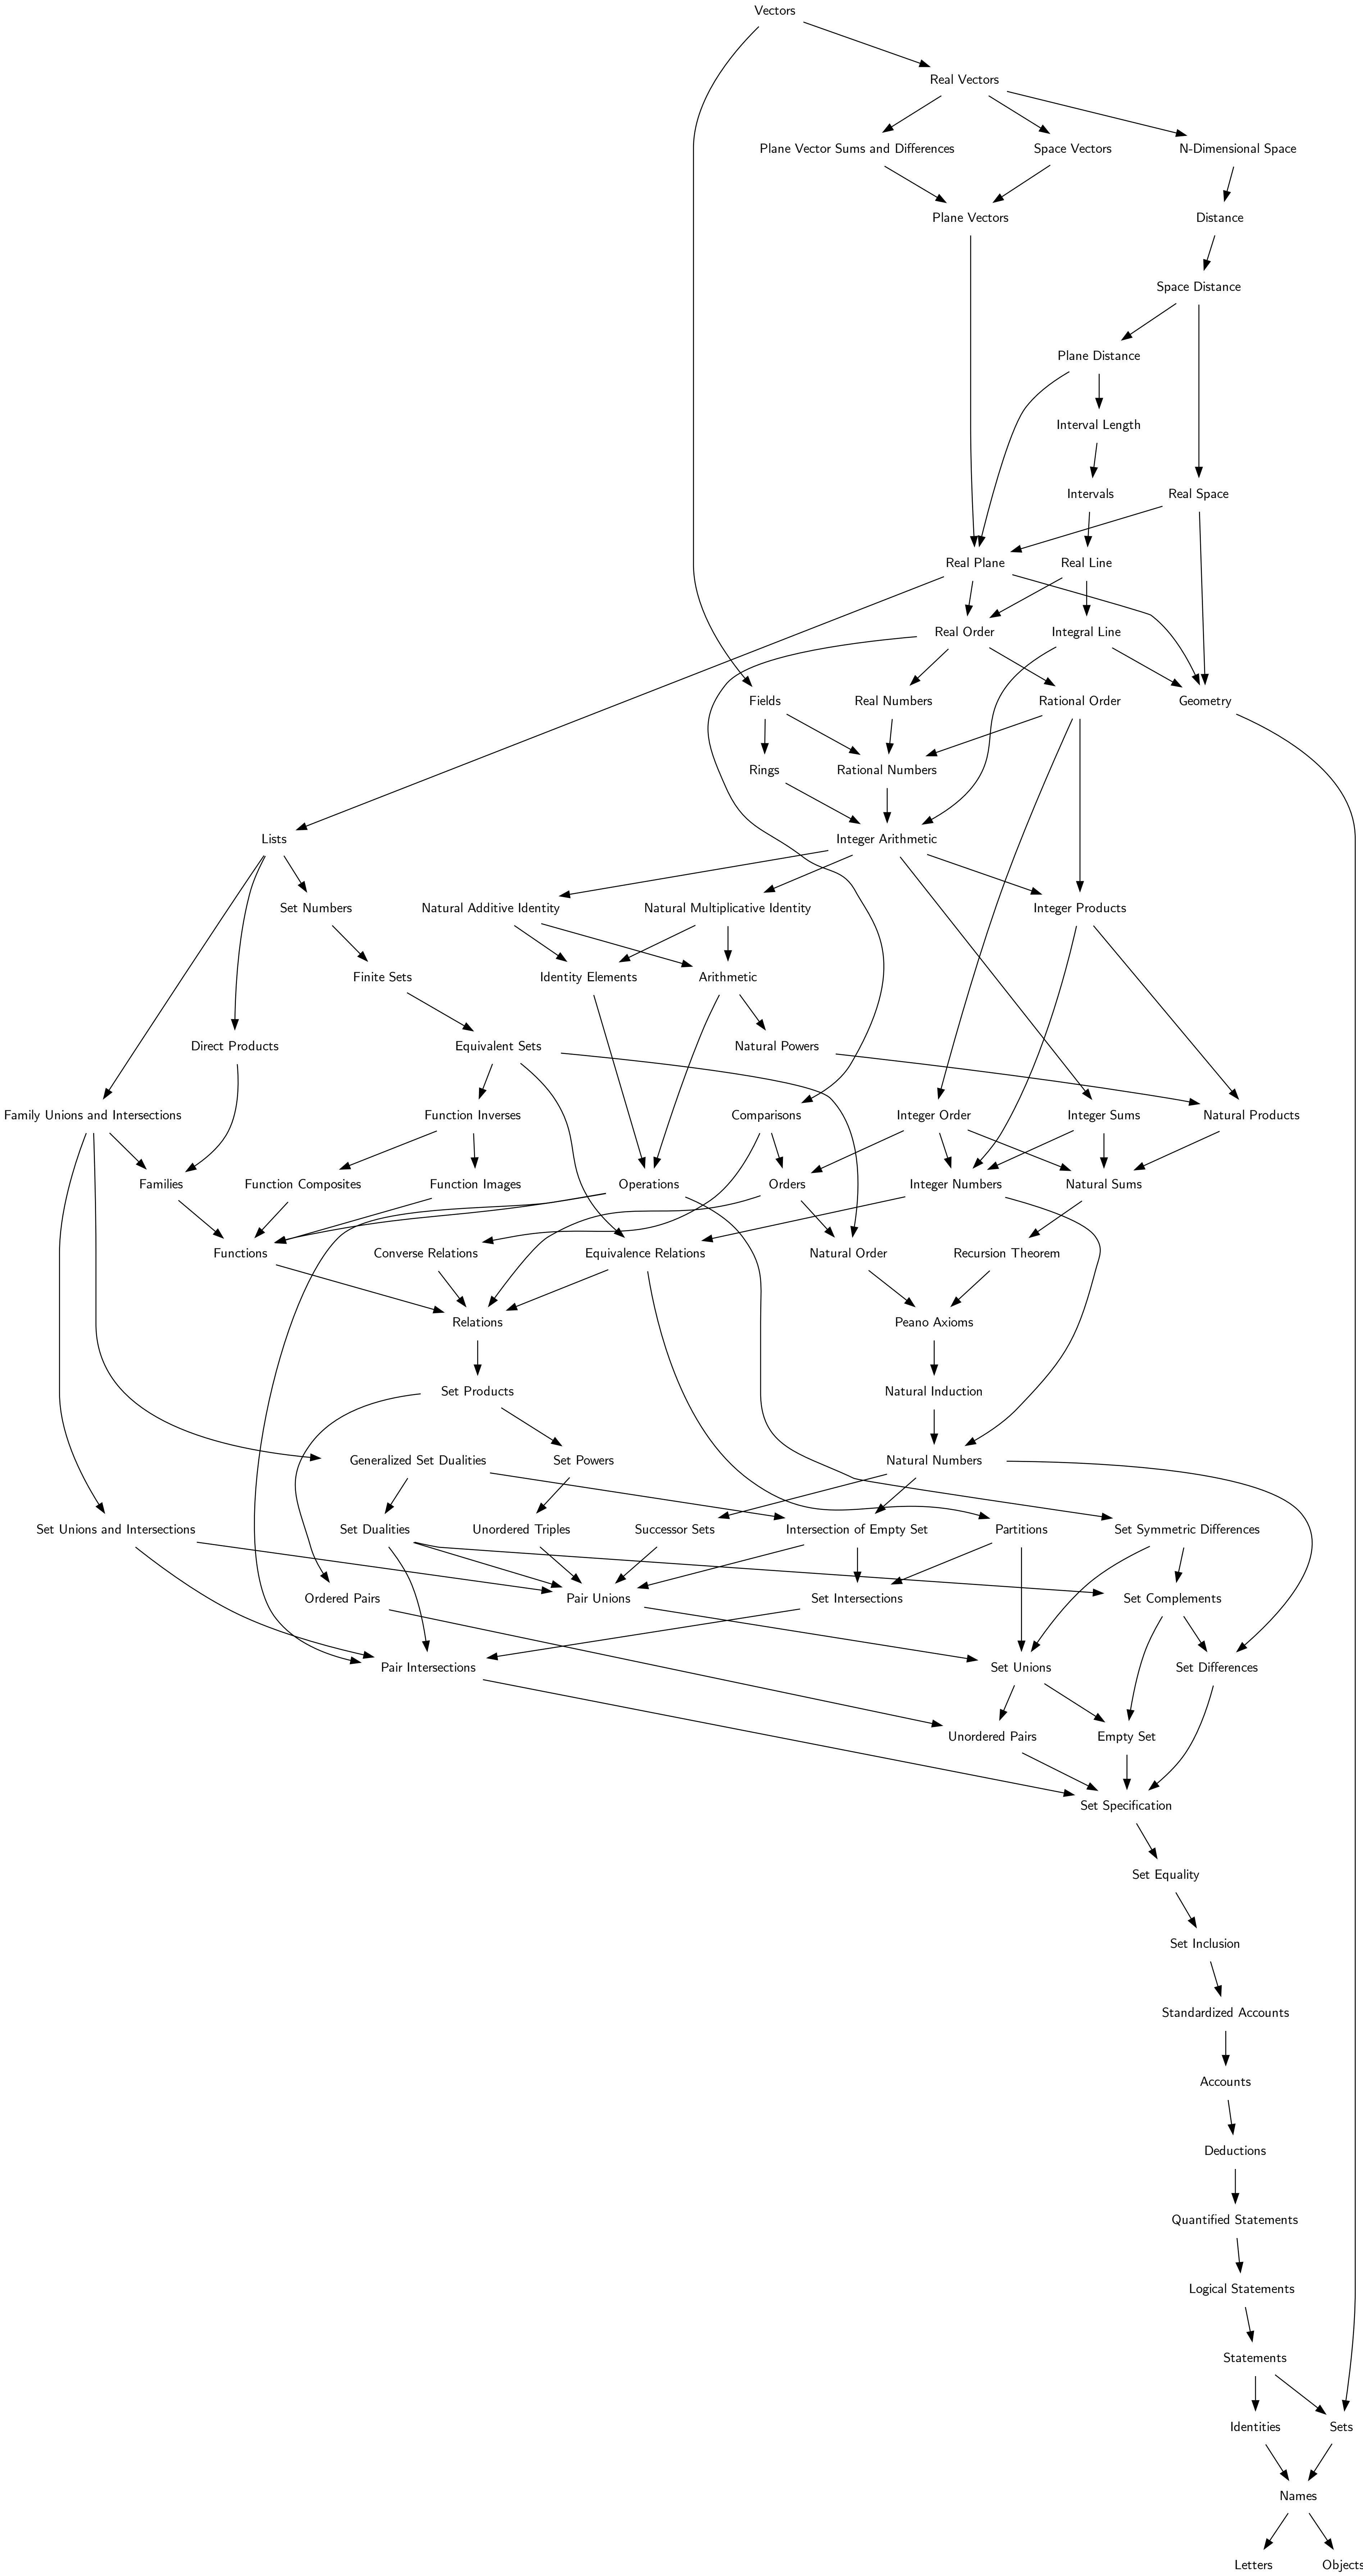 Vectors
Real Vectors
Plane Vector Sums and Differences
Space Vectors
N-Dimensional Space
Plane Vectors
Distance
Space Distance
Plane Distance
Interval Length
Intervals
Real Space
Real Plane
Real Line
Real Order
Integral Line
Fields
Real Numbers
Rational Order
Geometry
Rings
Rational Numbers
Lists
Integer Arithmetic
Set Numbers
Natural Additive Identity
Natural Multiplicative Identity
Integer Products
Finite Sets
Identity Elements
Arithmetic
Direct Products
Equivalent Sets
Natural Powers
Family Unions and Intersections
Function Inverses
Comparisons
Integer Order
Integer Sums
Natural Products
Families
Function Composites
Function Images
Operations
Orders
Integer Numbers
Natural Sums
Functions
Converse Relations
Equivalence Relations
Natural Order
Recursion Theorem
Relations
Peano Axioms
Set Products
Natural Induction
Generalized Set Dualities
Set Powers
Natural Numbers
Set Unions and Intersections
Set Dualities
Unordered Triples
Successor Sets
Intersection of Empty Set
Partitions
Set Symmetric Differences
Ordered Pairs
Pair Unions
Set Intersections
Set Complements
Pair Intersections
Set Unions
Set Differences
Unordered Pairs
Empty Set
Set Specification
Set Equality
Set Inclusion
Standardized Accounts
Accounts
Deductions
Quantified Statements
Logical Statements
Statements
Identities
Sets
Names
Letters
Objects